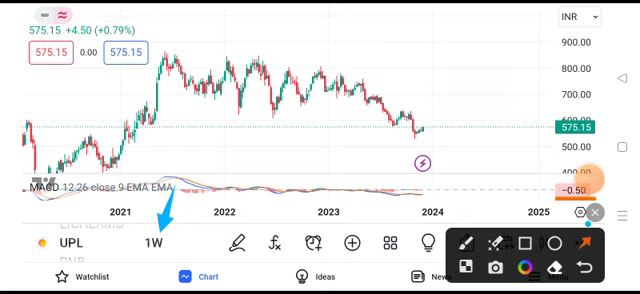 INR
575.15 +4.50 (+0.79%)
575.15 0.00 575.15
900.00
800.00
700.00
600.00
575.15
500.00
400.00
MACD 12 26 close 9 EMA EMA
−0.50
2021 2022 2023 2024 2025
EICHERMO
UPL 1W
Watchlist Chart Ideas News Menu